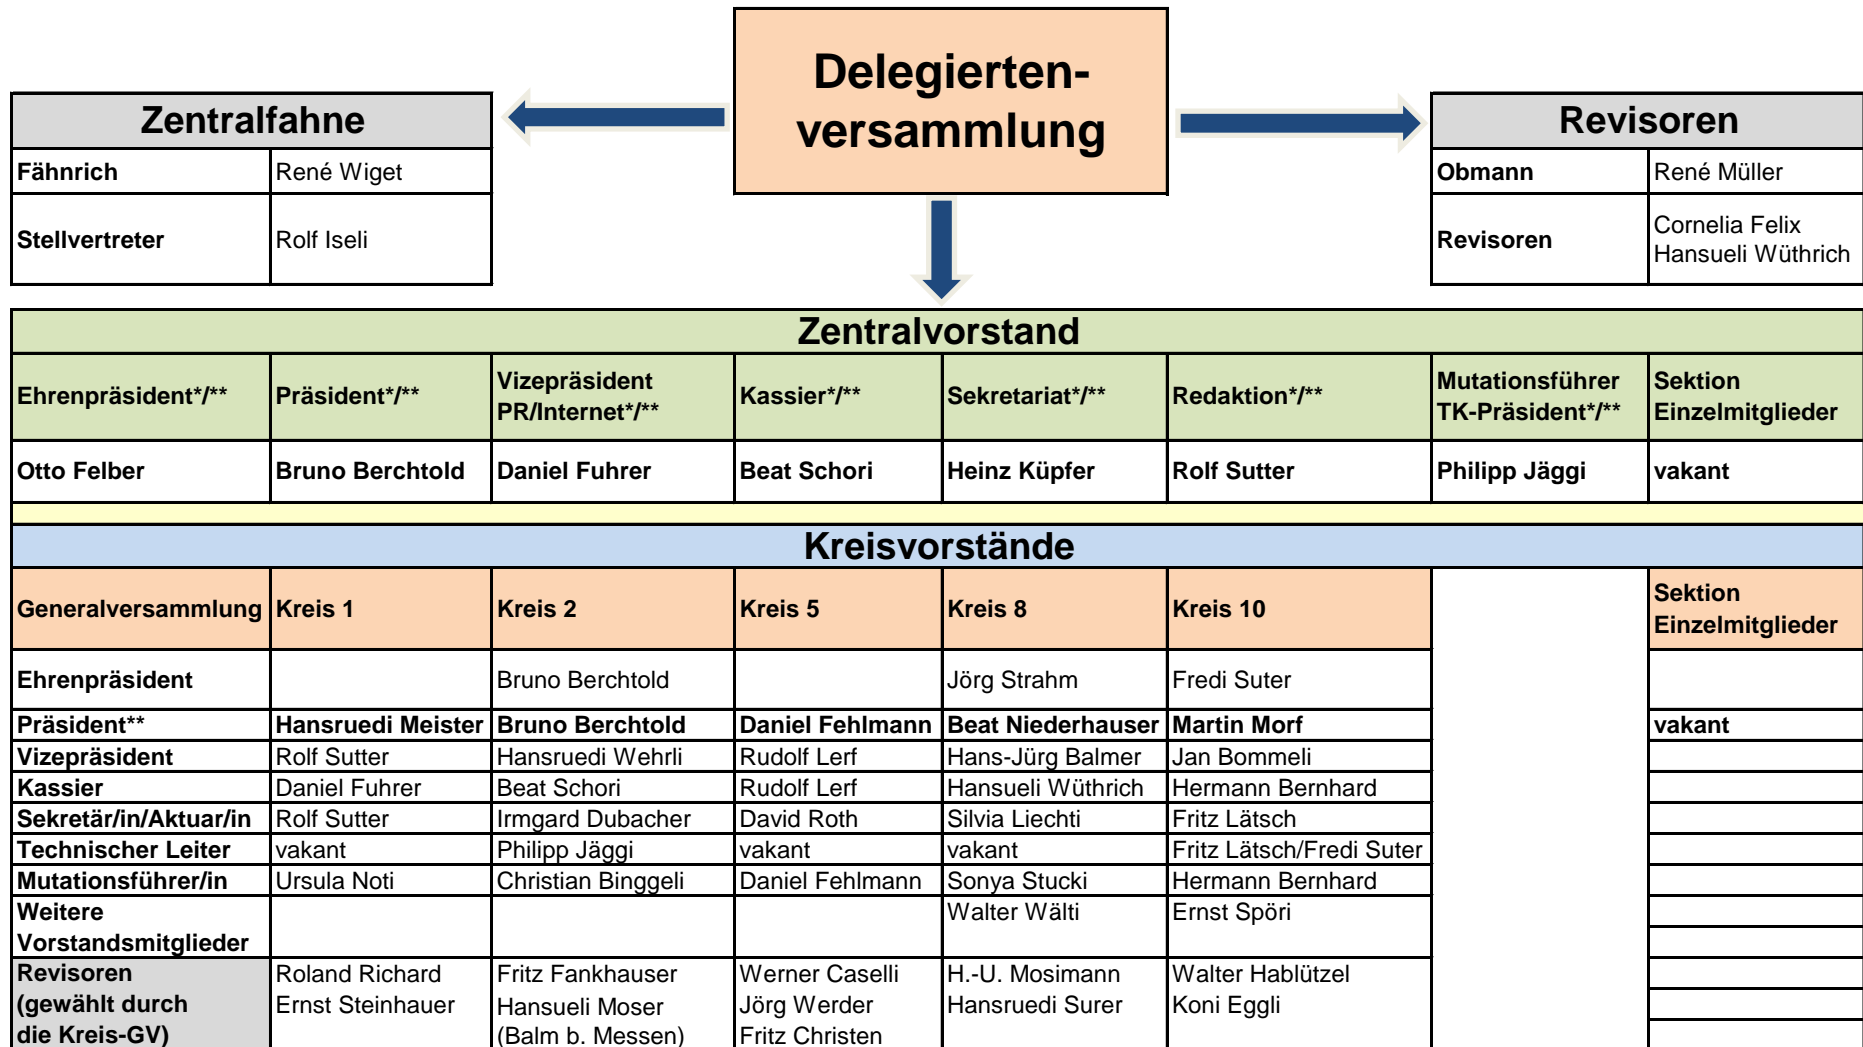 Delegierten-
versammlung
Zentralfahne
Fähnrich René Wiget
Stellvertreter Rolf Iseli
Revisoren
Obmann René Müller
Revisoren Cornelia Felix
Hansueli Wüthrich
Zentralvorstand
Ehrenpräsident*/** Präsident*/** Vizepräsident PR/Internet*/** Kassier*/** Sekretariat*/** Redaktion*/** Mutationsführer TK-Präsident*/** Sektion Einzelmitglieder
Otto Felber Bruno Berchtold Daniel Fuhrer Beat Schori Heinz Küpfer Rolf Sutter Philipp Jäggi vakant
Kreisvorstände
Generalversammlung Kreis 1 Kreis 2 Kreis 5 Kreis 8 Kreis 10 Sektion Einzelmitglieder
Ehrenpräsident Bruno Berchtold Jörg Strahm Fredi Suter
Präsident** Hansruedi Meister Bruno Berchtold Daniel Fehlmann Beat Niederhauser Martin Morf vakant
Vizepräsident Rolf Sutter Hansruedi Wehrli Rudolf Lerf Hans-Jürg Balmer Jan Bommeli
Kassier Daniel Fuhrer Beat Schori Rudolf Lerf Hansueli Wüthrich Hermann Bernhard
Sekretär/in/Aktuar/in Rolf Sutter Irmgard Dubacher David Roth Silvia Liechti Fritz Lätsch
Technischer Leiter vakant Philipp Jäggi vakant vakant Fritz Lätsch/Fredi Suter
Mutationsführer/in Ursula Noti Christian Binggeli Daniel Fehlmann Sonya Stucki Hermann Bernhard
Weitere Walter Wälti Ernst Spöri
Vorstandsmitglieder
Revisoren Roland Richard Fritz Fankhauser Werner Caselli H.-U. Mosimann Walter Hablützel
(gewählt durch Ernst Steinhauer Hansueli Moser Jörg Werder Hansruedi Surer Koni Eggli
die Kreis-GV) (Balm b. Messen) Fritz Christen